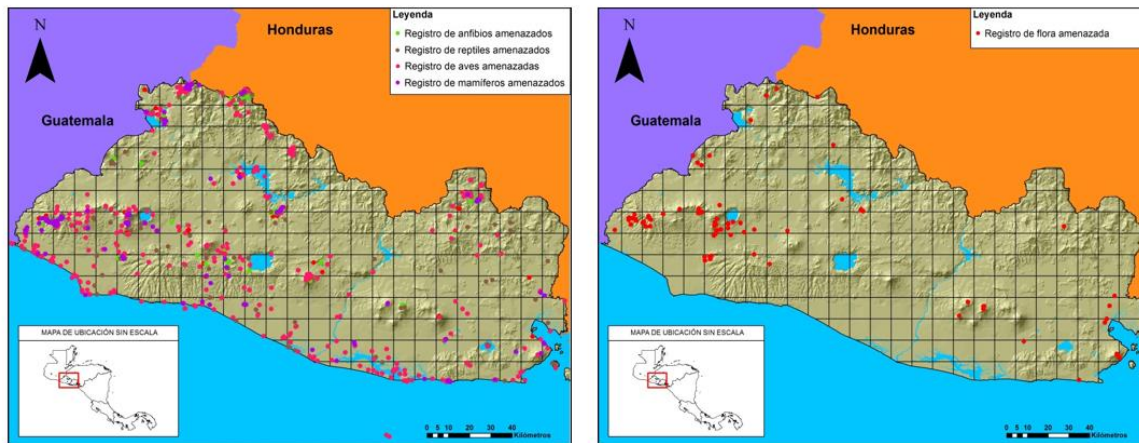 N
Honduras
Guatemala
Leyenda
Registro de anfibios amenazados
Registro de reptiles amenazados
Registro de aves amenazadas
Registro de mamíferos amenazados
MAPA DE UBICACIÓN SIN ESCALA
0 5 10 20 30 40
Kilómetros
N
Honduras
Guatemala
Leyenda
Registro de flora amenazada
MAPA DE UBICACIÓN SIN ESCALA
0 5 10 20 30 40
Kilómetros